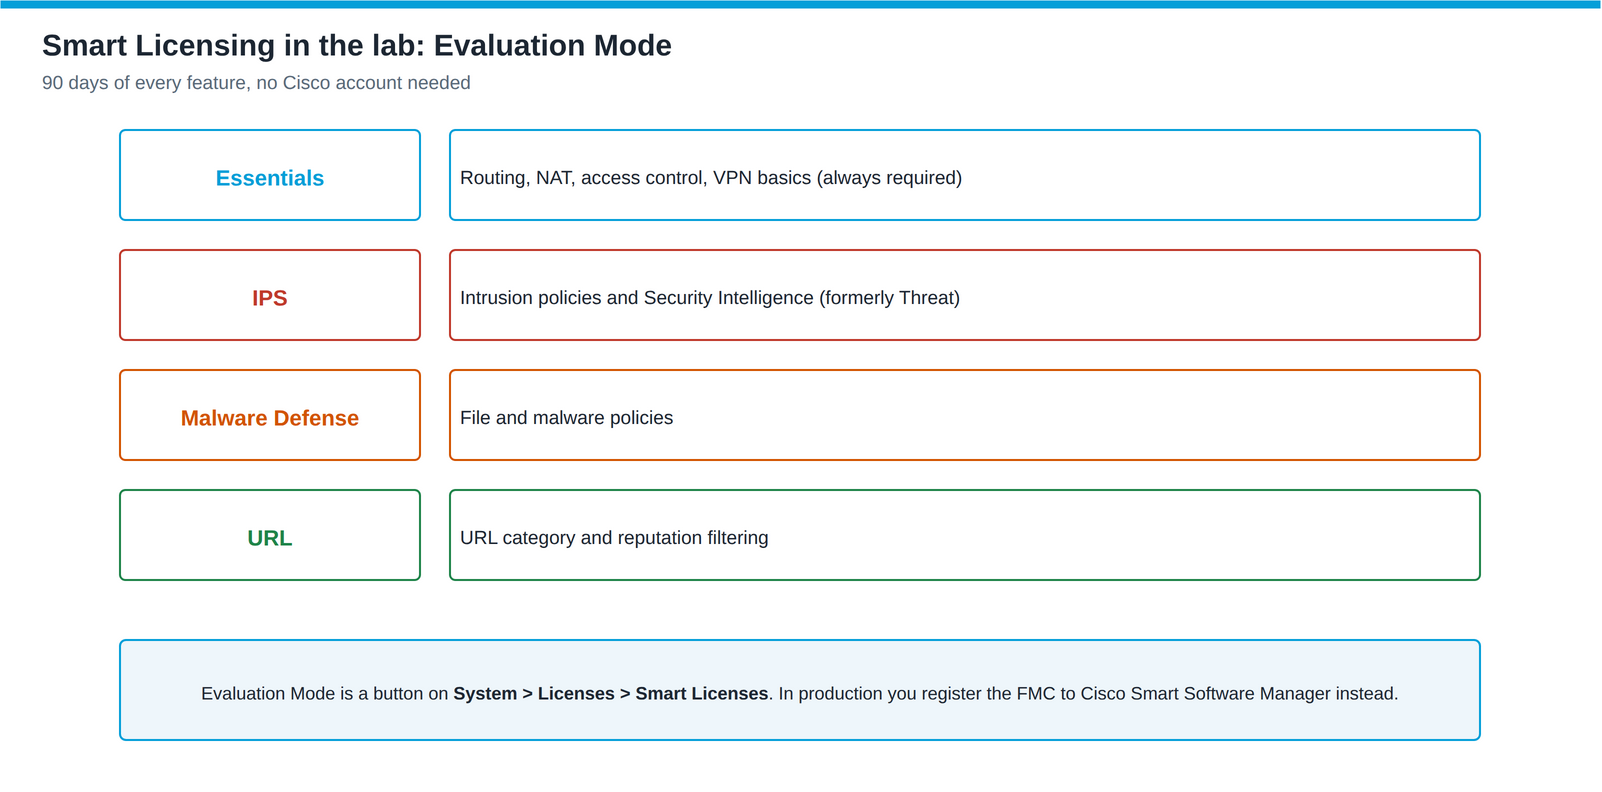 Smart Licensing in the lab: Evaluation Mode
90 days of every feature, no Cisco account needed
Essentials
Routing, NAT, access control, VPN basics (always required)
IPS
Intrusion policies and Security Intelligence (formerly Threat)
Malware Defense
File and malware policies
URL
URL category and reputation filtering
Evaluation Mode is a button on System > Licenses > Smart Licenses. In production you register the FMC to Cisco Smart Software Manager instead.